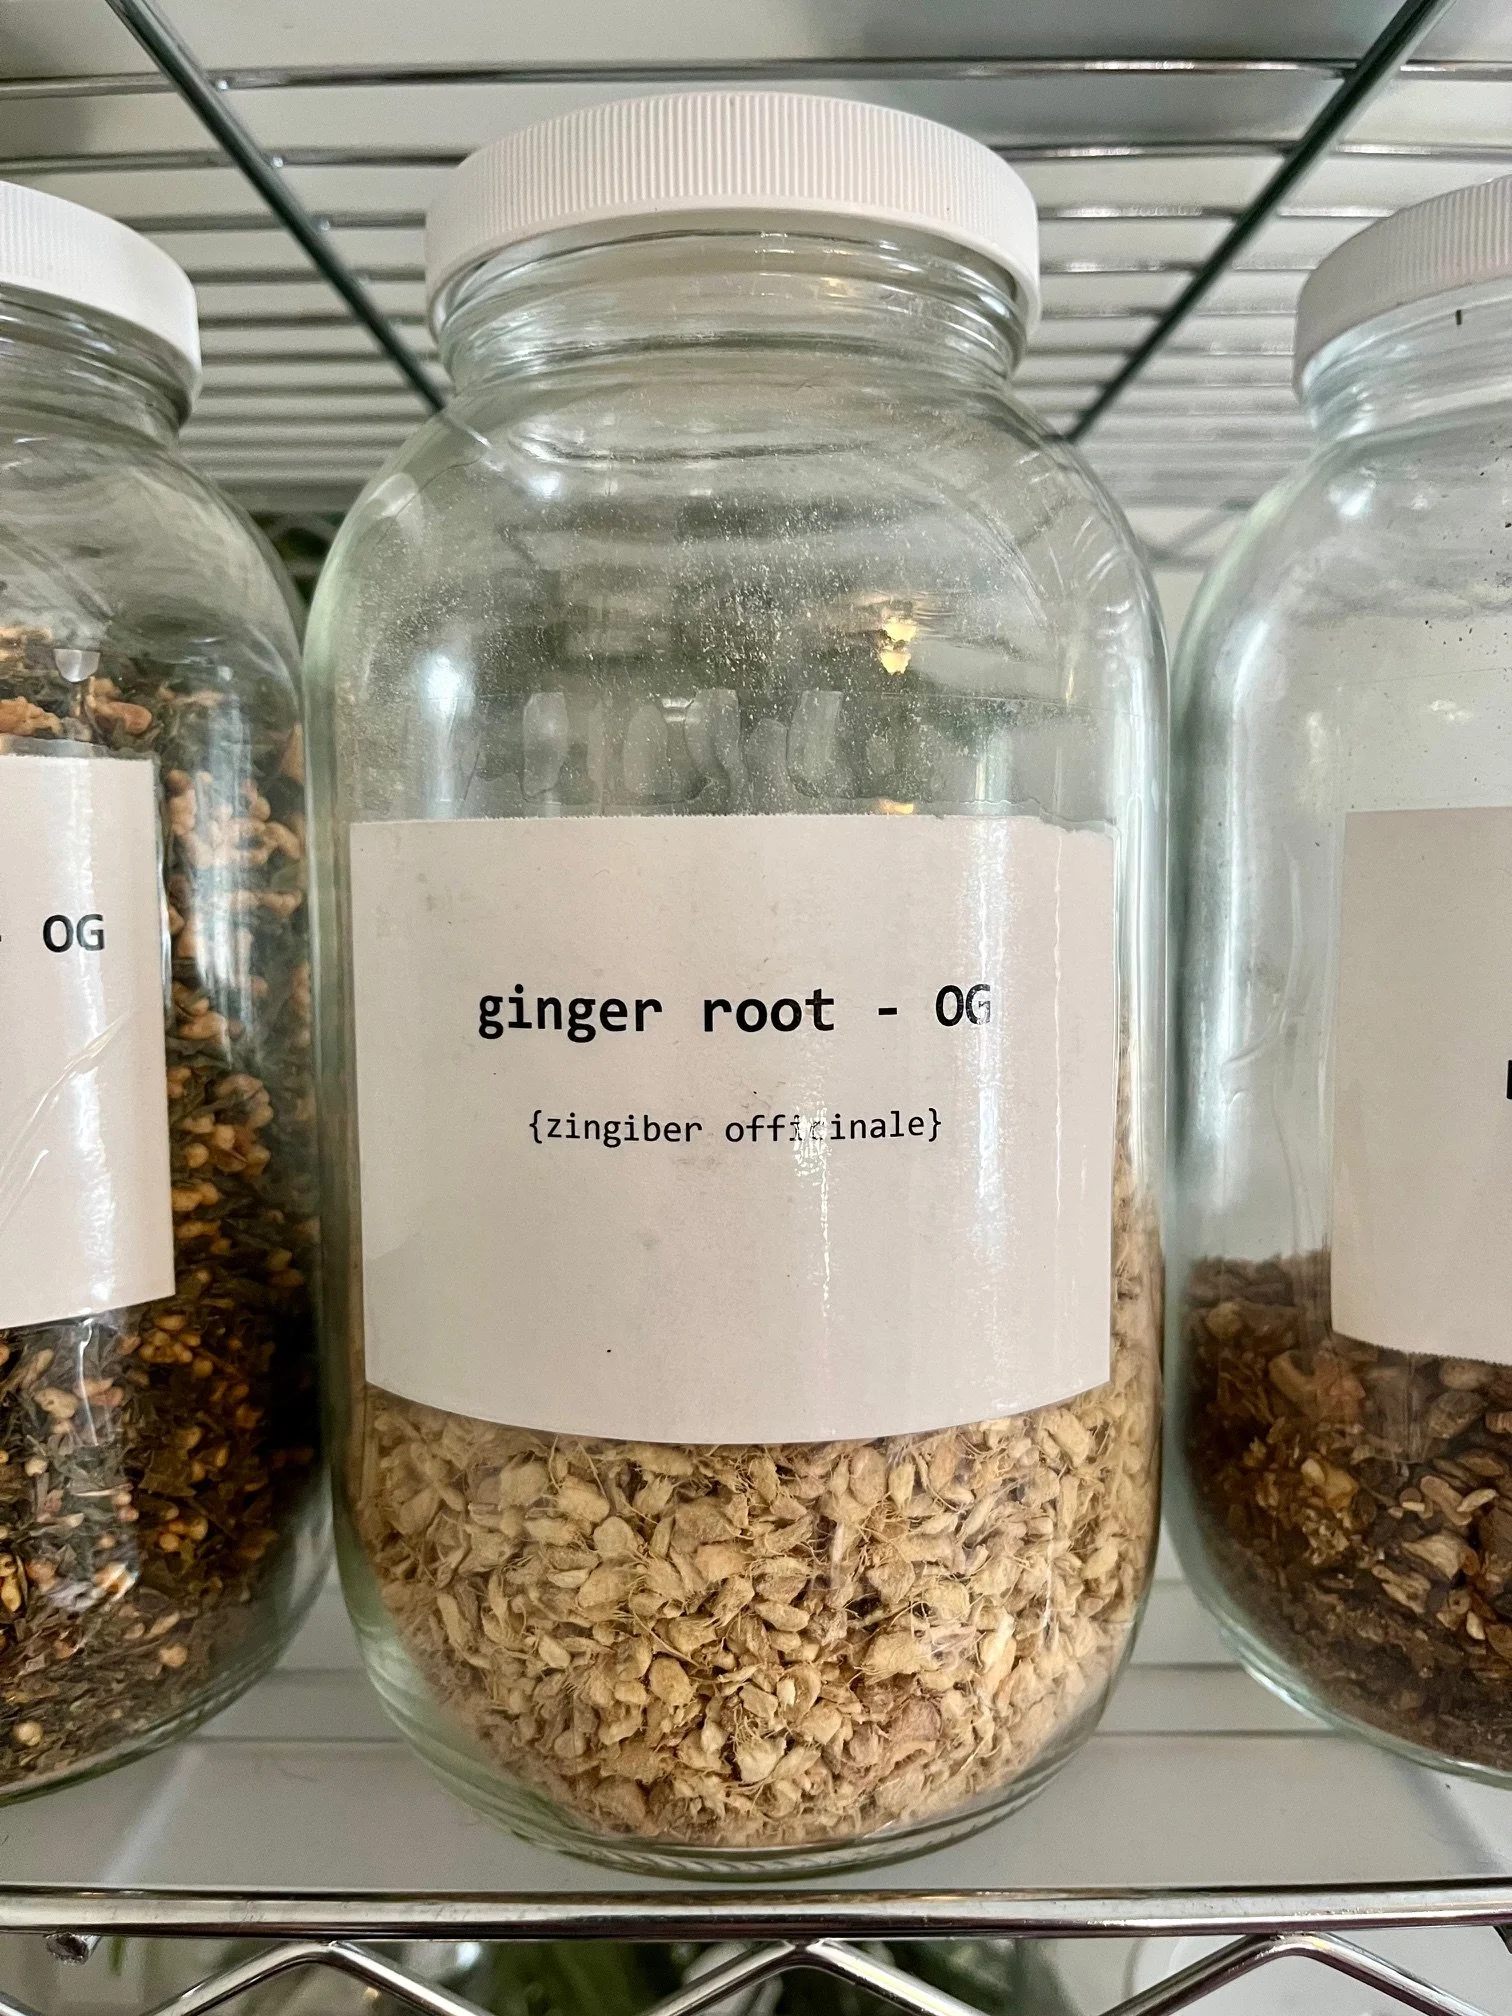 - OG
ginger root - OG
{zingiber officinale}